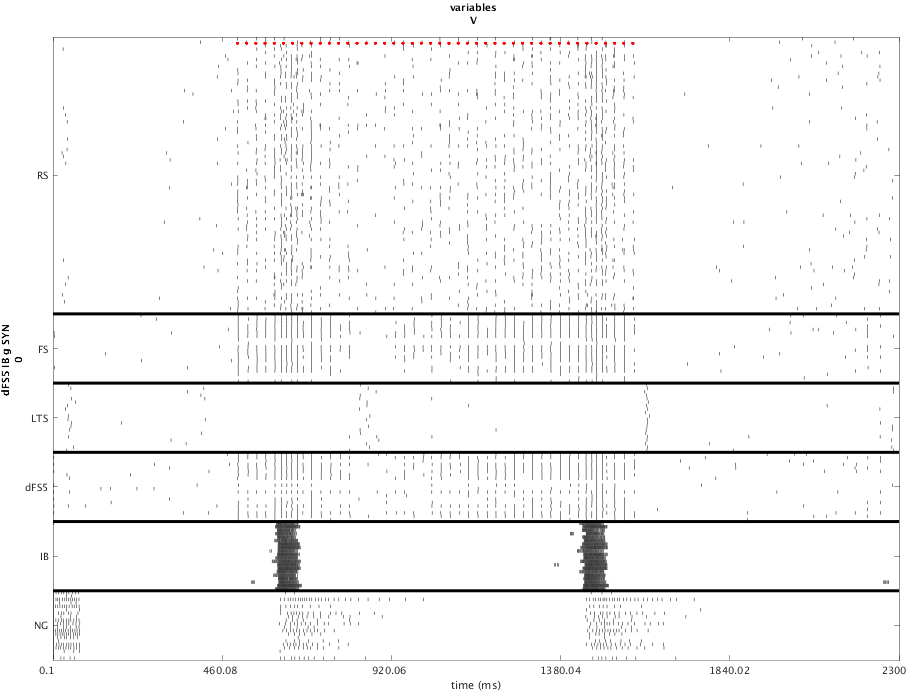 variables
V
dFS5 IB g SYN
0
RS
FS
LTS
dFS5
IB
NG
0.1 460.08 920.06 1380.04 1840.02 2300
time (ms)